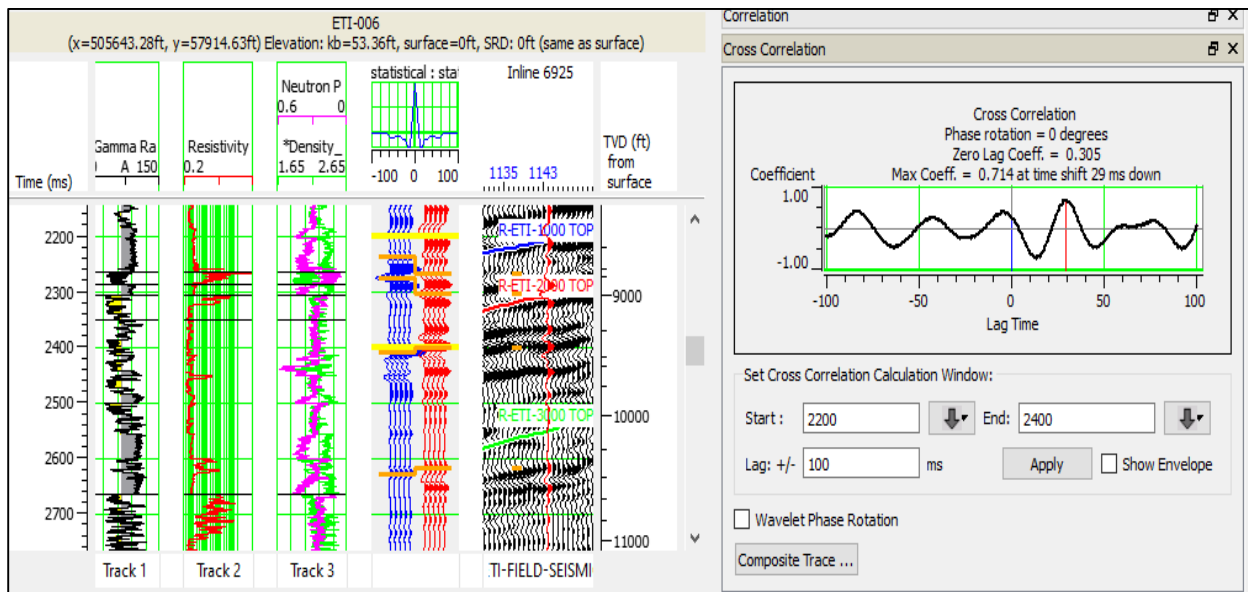 ETI-006
(x=505643.28ft, y=57914.63ft) Elevation: kb=53.36ft, surface=0ft, SRD: 0ft (same as surface)
Time (ms)
Gamma Ra
A 150
Resistivity
0.2
Neutron P
0.6 0
*Density_
1.65 2.65
statistical : sta
-100 0 100
Inline 6925
1135 1143
TVD (ft)
from
surface
2200
2300
2400
2500
2600
2700
R-ETI-1000 TOP
R-ETI-2000 TOP
R-ETI-3000 TOP
9000
10000
11000
Track 1 Track 2 Track 3
TI-FIELD-SEISMI
Correlation
Cross Correlation
Cross Correlation
Phase rotation = 0 degrees
Zero Lag Coeff. = 0.305
Max Coeff. = 0.714 at time shift 29 ms down
Coefficient
1.00
-1.00
-100 -50 0 50 100
Lag Time
Set Cross Correlation Calculation Window:
Start : 2200 End: 2400
Lag: +/- 100 ms Apply Show Envelope
Wavelet Phase Rotation
Composite Trace ...